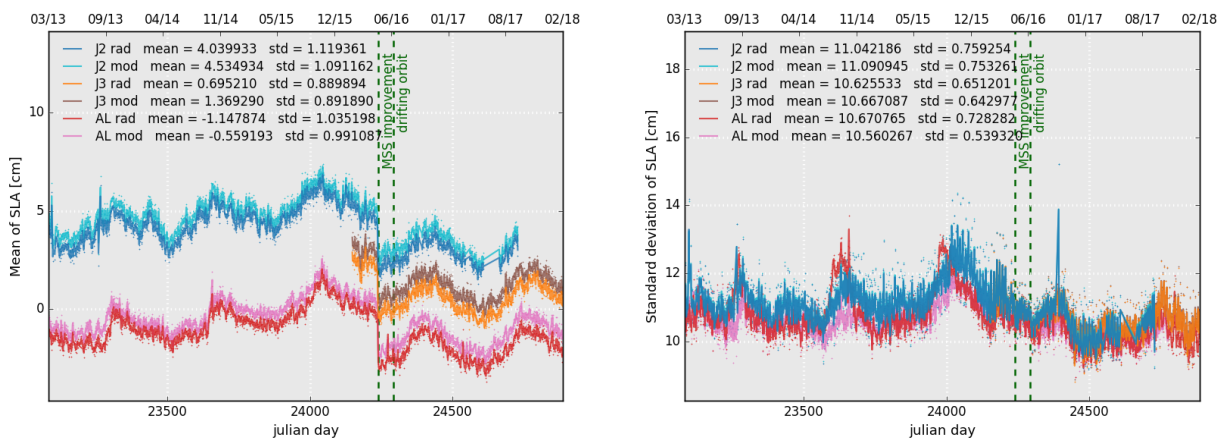 03/13 09/13 04/14 11/14 05/15 12/15 06/16 01/17 08/17 02/18
J2 rad mean = 4.039933 std = 1.119361
J2 mod mean = 4.534934 std = 1.091162
J3 rad mean = 0.695210 std = 0.889894
J3 mod mean = 1.369290 std = 0.891890
AL rad mean = -1.147874 std = 1.035198
AL mod mean = -0.559193 std = 0.991087
MSS improvement
drifting orbit
Mean of SLA [cm]
10
5
0
23500 24000 24500
julian day
03/13 09/13 04/14 11/14 05/15 12/15 06/16 01/17 08/17 02/18
J2 rad mean = 11.042186 std = 0.759254
J2 mod mean = 11.090945 std = 0.753261
J3 rad mean = 10.625533 std = 0.651201
J3 mod mean = 10.667087 std = 0.642977
AL rad mean = 10.670765 std = 0.728282
AL mod mean = 10.560267 std = 0.539320
MSS improvement
drifting orbit
Standard deviation of SLA [cm]
18
16
14
12
10
23500 24000 24500
julian day